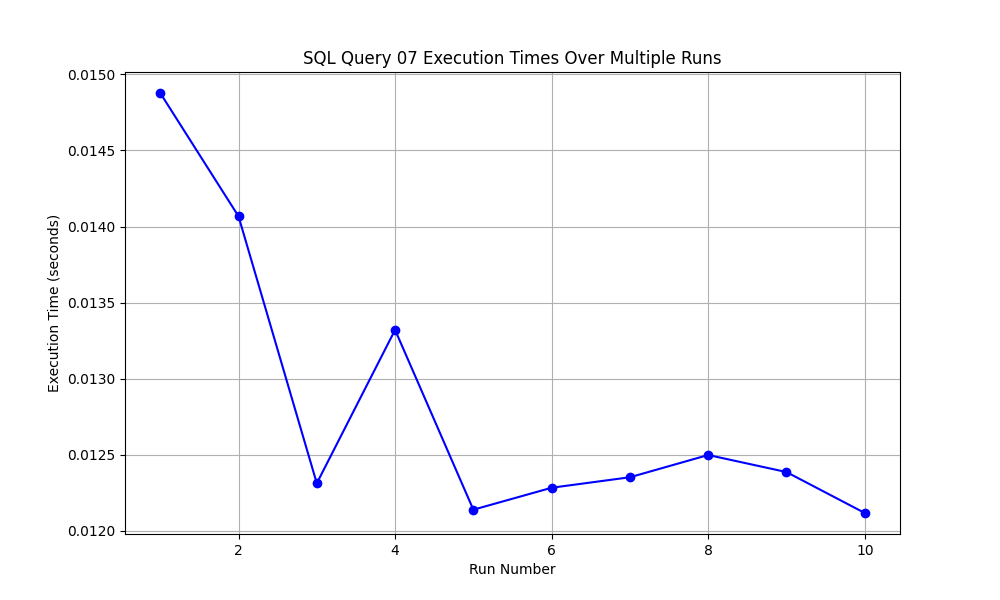 SQL Query 07 Execution Times Over Multiple Runs
0.0150
0.0145
0.0140
0.0135
0.0130
0.0125
0.0120
Execution Time (seconds)
2 4 6 8 10
Run Number